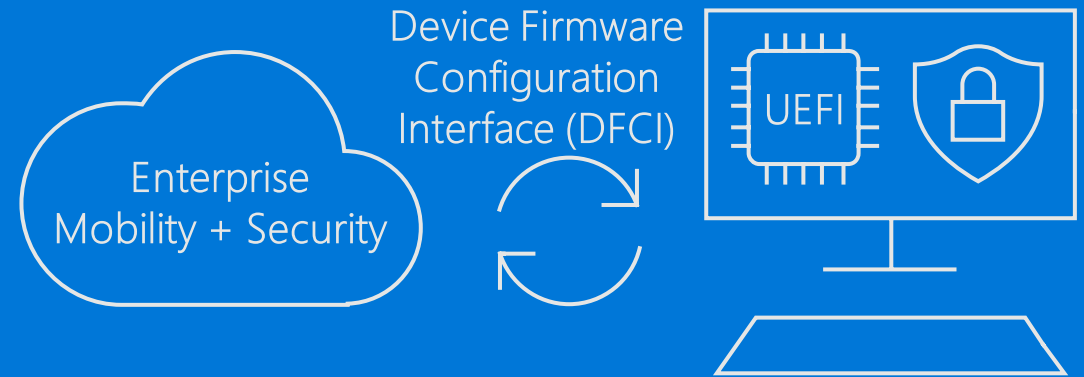 Device Firmware
Configuration
Interface (DFCI)
Enterprise
Mobility + Security
UEFI